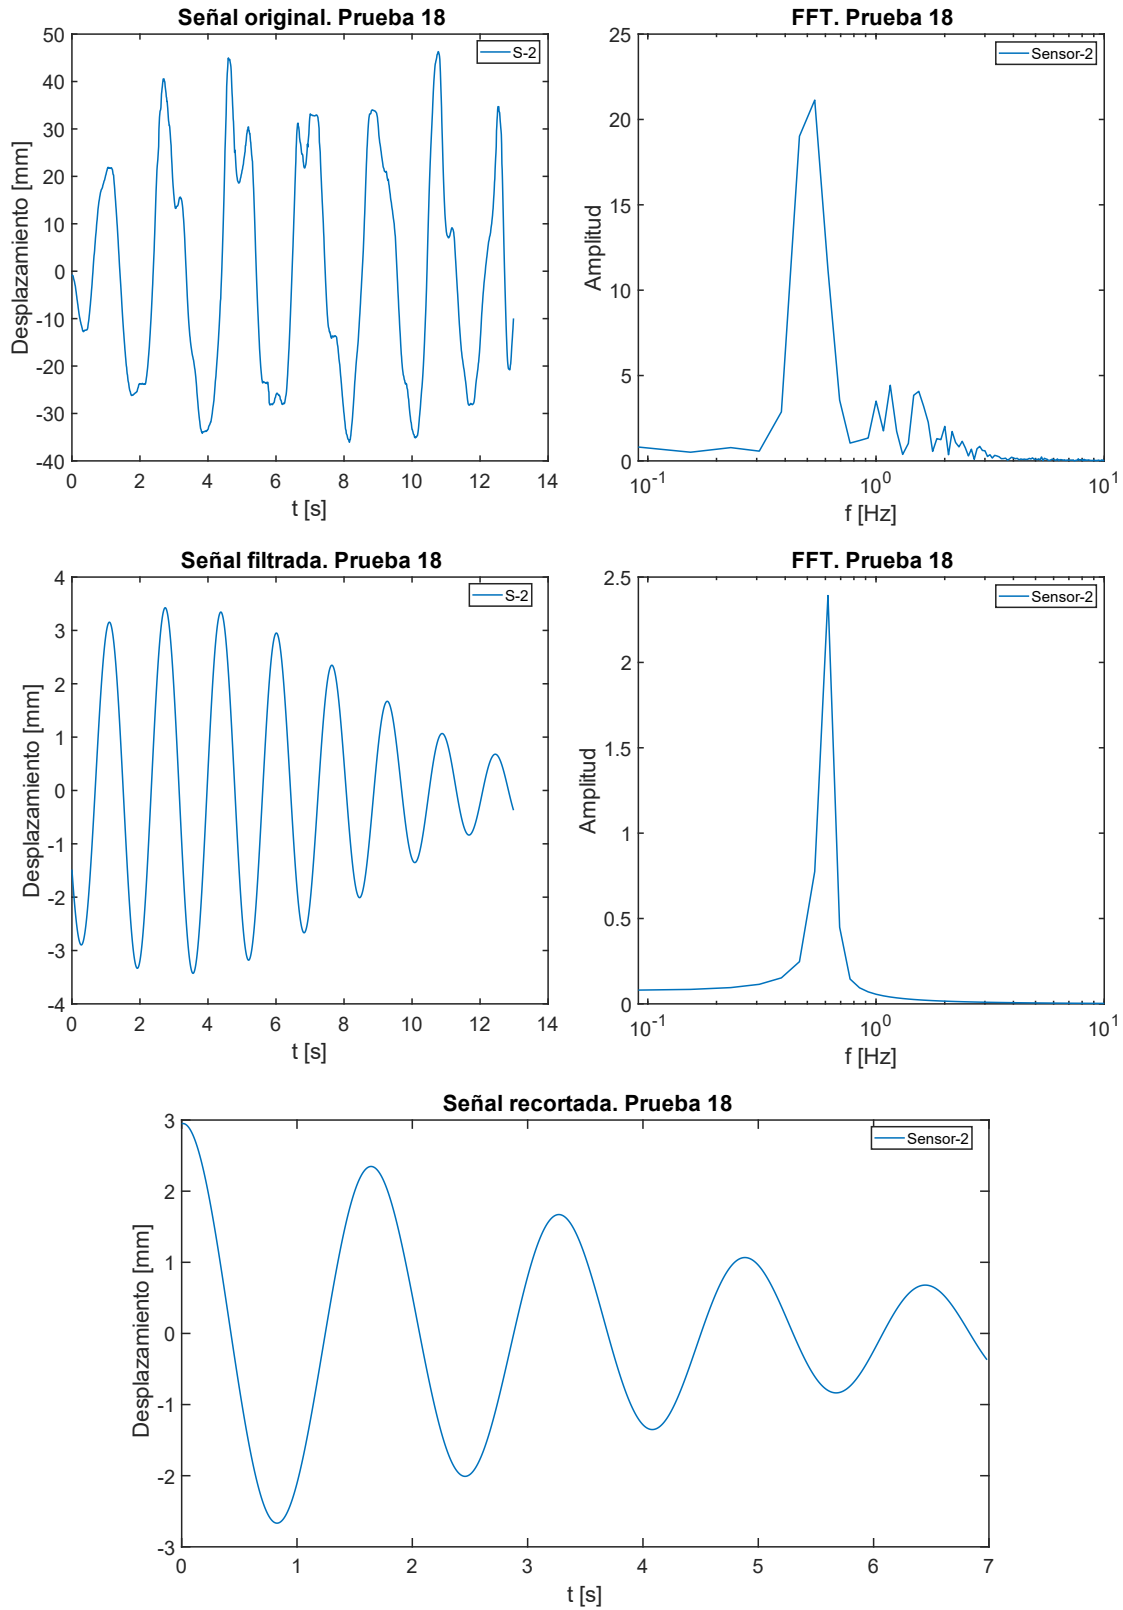 Señal original. Prueba 18
S-2
50
40
30
20
10
0
-10
-20
-30
-40
0 2 4 6 8 10 12 14
Desplazamiento [mm]
t [s]
FFT. Prueba 18
Sensor-2
25
20
15
10
5
0
10^-1 10^0 10^1
Amplitud
f [Hz]
Señal filtrada. Prueba 18
S-2
4
3
2
1
0
-1
-2
-3
-4
0 2 4 6 8 10 12 14
Desplazamiento [mm]
t [s]
FFT. Prueba 18
Sensor-2
2.5
2
1.5
1
0.5
0
10^-1 10^0 10^1
Amplitud
f [Hz]
Señal recortada. Prueba 18
Sensor-2
3
2
1
0
-1
-2
-3
0 1 2 3 4 5 6 7
Desplazamiento [mm]
t [s]